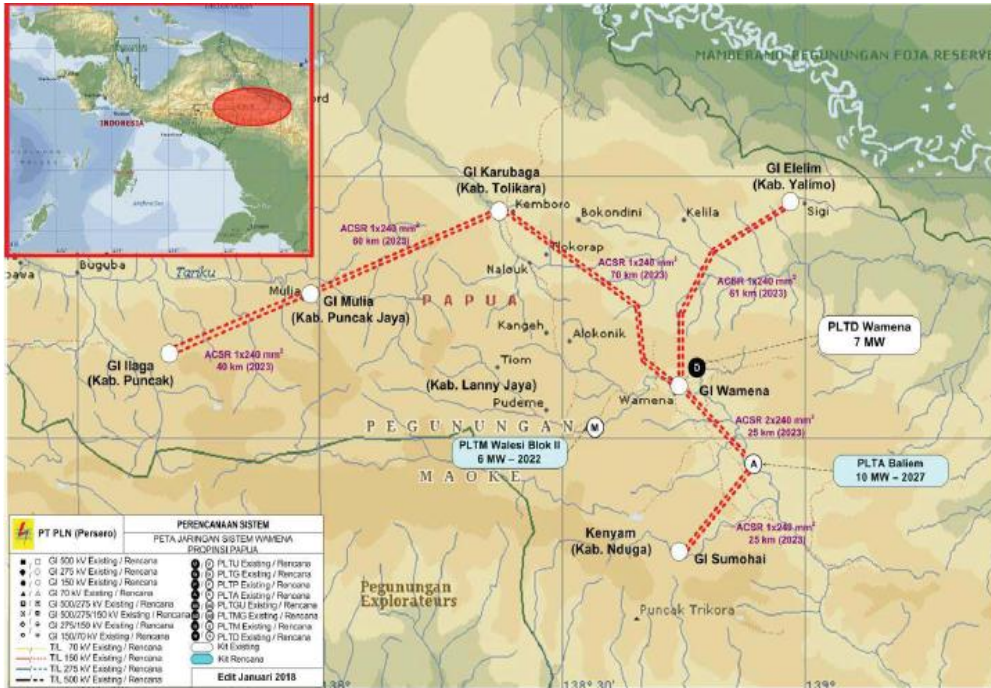 INDONESIA
MAMBERAMO PEGUNUNGAN FOJA RESERVE
GI Elelim
(Kab. Yalimo)
Sigi
GI Karubaga
(Kab. Tolikara)
Kemboro
Bokondini
Kelila
ACSR 1x240 mm²
60 km (2023)
Tiokorap
ACSR 1x240 mm²
70 km (2023)
Nalouk
ACSR 1x240 mm²
61 km (2023)
Buguba
Tariku
Mulia
GI Mulia
(Kab. Puncak Jaya)
PAPUA
Kangeh
Alokonik
PLTD Wamena
7 MW
GI Ilaga
(Kab. Puncak)
ACSR 1x240 mm²
40 km (2023)
Tiom
(Kab. Lanny Jaya)
D
Wamena
GI Wamena
Puderne
PEGUNUNGAN
MAOKE
M
ACSR 2x240 mm²
25 km (2023)
PLTM Walesi Blok II
6 MW – 2022
A
PLTA Baliem
10 MW – 2027
Kenyam
(Kab. Nduga)
ACSR 1x240 mm²
25 km (2023)
GI Sumohai
Pegunungan
Explorateurs
Puncak Trikora
PT PLN (Persero)
PERENCANAAN SISTEM
PETA JARINGAN SISTEM WAMENA
PROPINSI PAPUA
GI 500 kV Existing / Rencana
GI 275 kV Existing / Rencana
GI 150 kV Existing / Rencana
GI 70 kV Existing / Rencana
GI 500/275 kV Existing / Rencana
GI 500/275/150 kV Existing / Rencana
GI 275/150 kV Existing / Rencana
GI 150/70 kV Existing / Rencana
T/L 70 kV Existing / Rencana
T/L 150 kV Existing / Rencana
T/L 275 kV Existing / Rencana
T/L 500 kV Existing / Rencana
PLTU Existing / Rencana
PLTG Existing / Rencana
PLTP Existing / Rencana
PLTA Existing / Rencana
PLTGU Existing / Rencana
PLTMG Existing / Rencana
PLTM Existing / Rencana
PLTD Existing / Rencana
Kit Existing
Kit Rencana
Edit Januari 2018
138°
138° 30'
139°